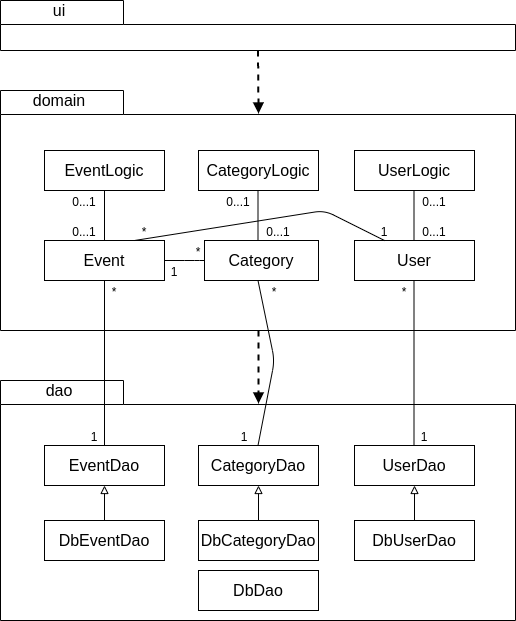 ui
domain
EventLogic
CategoryLogic
UserLogic
0...1
0...1
0...1
0...1
*
0...1
1
0...1
Event
1
*
Category
User
*
*
*
dao
1
1
1
EventDao
CategoryDao
UserDao
DbEventDao
DbCategoryDao
DbUserDao
DbDao